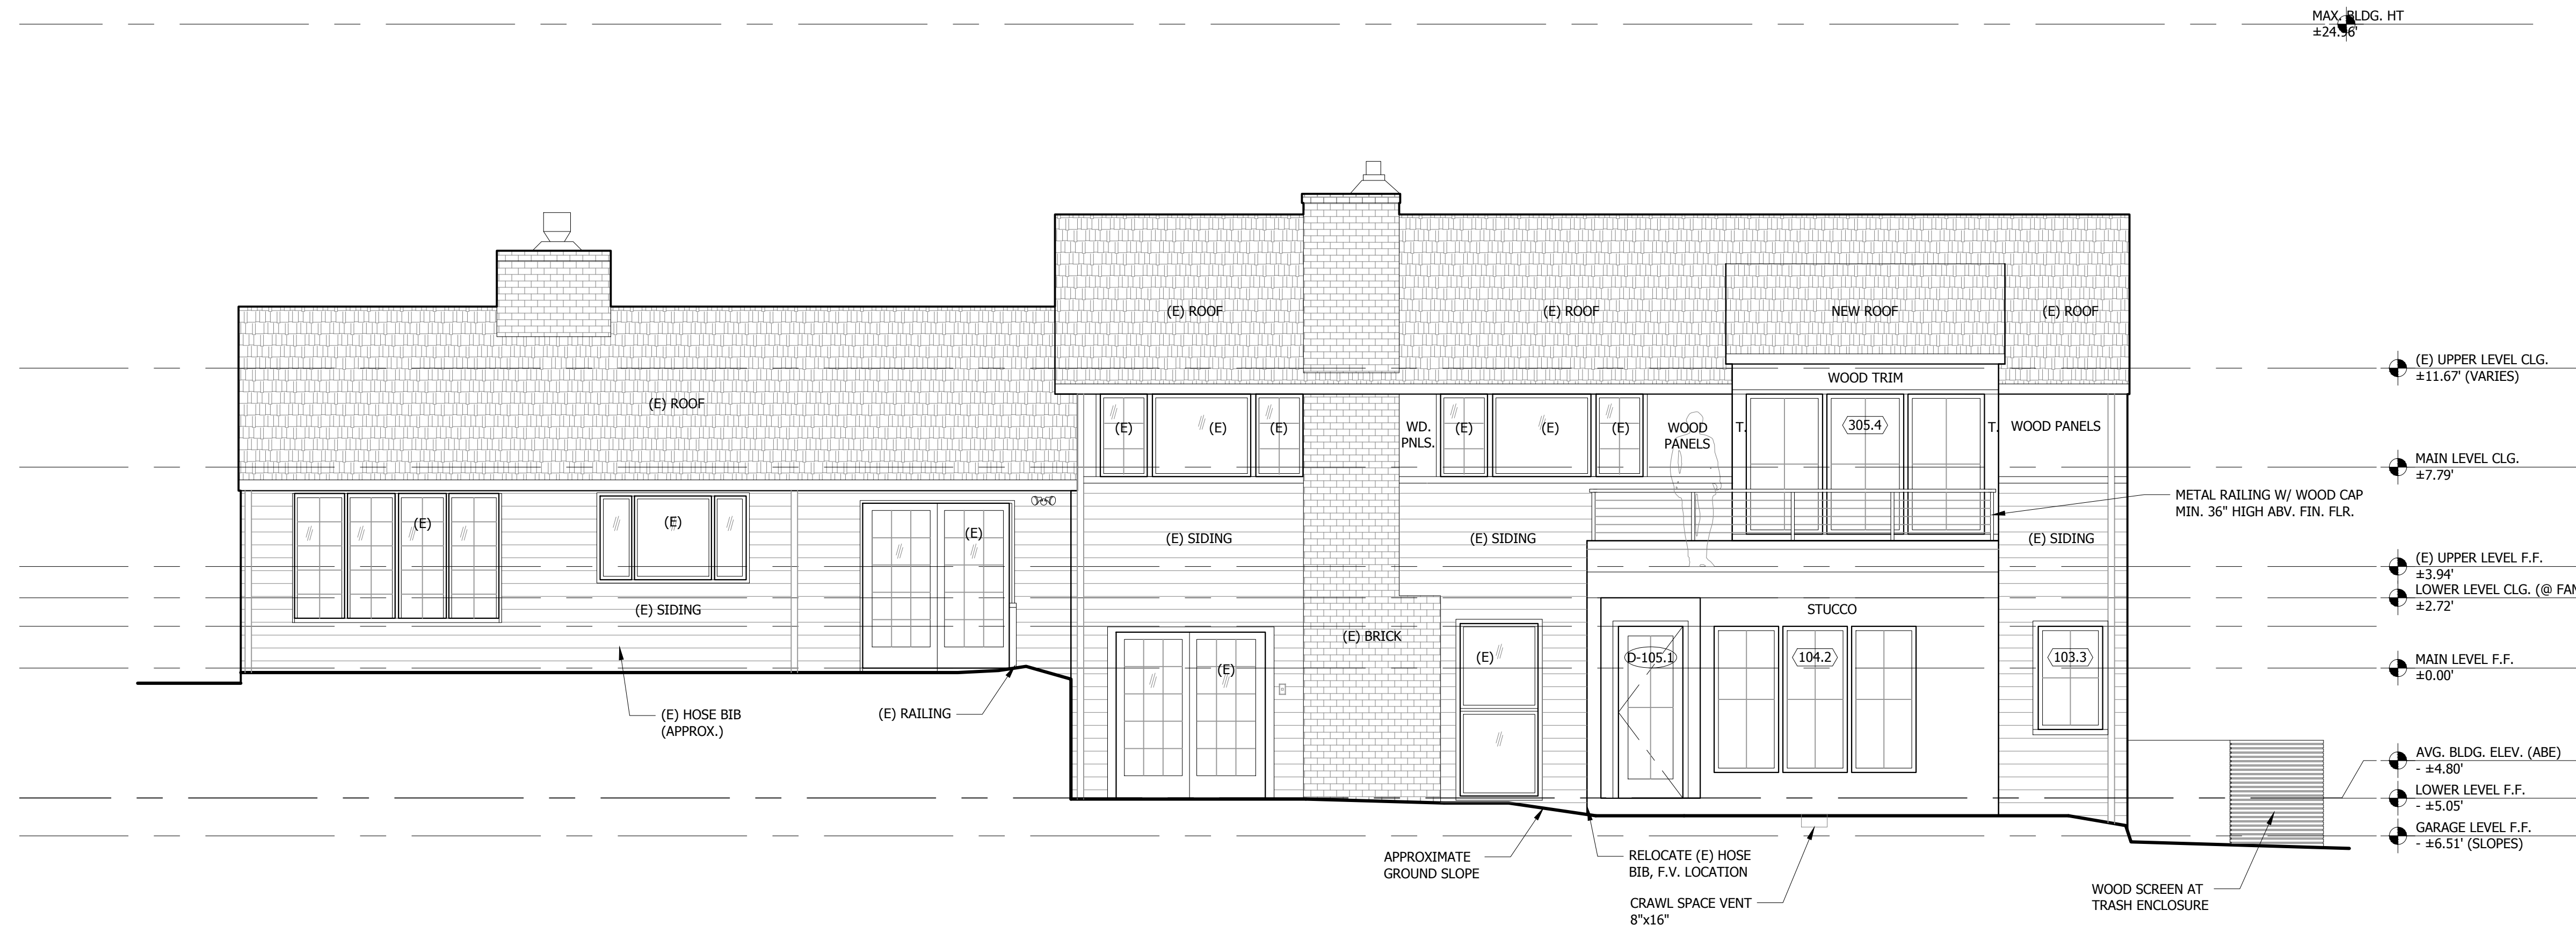 MAX. BLDG. HT
±24.96'
(E) ROOF
(E) ROOF
NEW ROOF
(E) ROOF
(E) UPPER LEVEL CLG.
±11.67' (VARIES)
WOOD TRIM
(E) ROOF
(E)
(E)
(E)
WD.
PNLS.
(E)
(E)
(E)
WOOD
PANELS
T.
305.4
T.
WOOD PANELS
MAIN LEVEL CLG.
±7.79'
METAL RAILING W/ WOOD CAP
MIN. 36" HIGH ABV. FIN. FLR.
(E)
(E)
(E)
(E) SIDING
(E) SIDING
(E) SIDING
(E) UPPER LEVEL F.F.
±3.94'
LOWER LEVEL CLG. (@ FAN
±2.72'
(E) SIDING
STUCCO
(E) BRICK
(E)
(E)
D-105.1
104.2
103.3
MAIN LEVEL F.F.
±0.00'
(E) HOSE BIB
(APPROX.)
(E) RAILING
AVG. BLDG. ELEV. (ABE)
- ±4.80'
LOWER LEVEL F.F.
- ±5.05'
GARAGE LEVEL F.F.
- ±6.51' (SLOPES)
APPROXIMATE
GROUND SLOPE
RELOCATE (E) HOSE
BIB, F.V. LOCATION
CRAWL SPACE VENT
8"x16"
WOOD SCREEN AT
TRASH ENCLOSURE